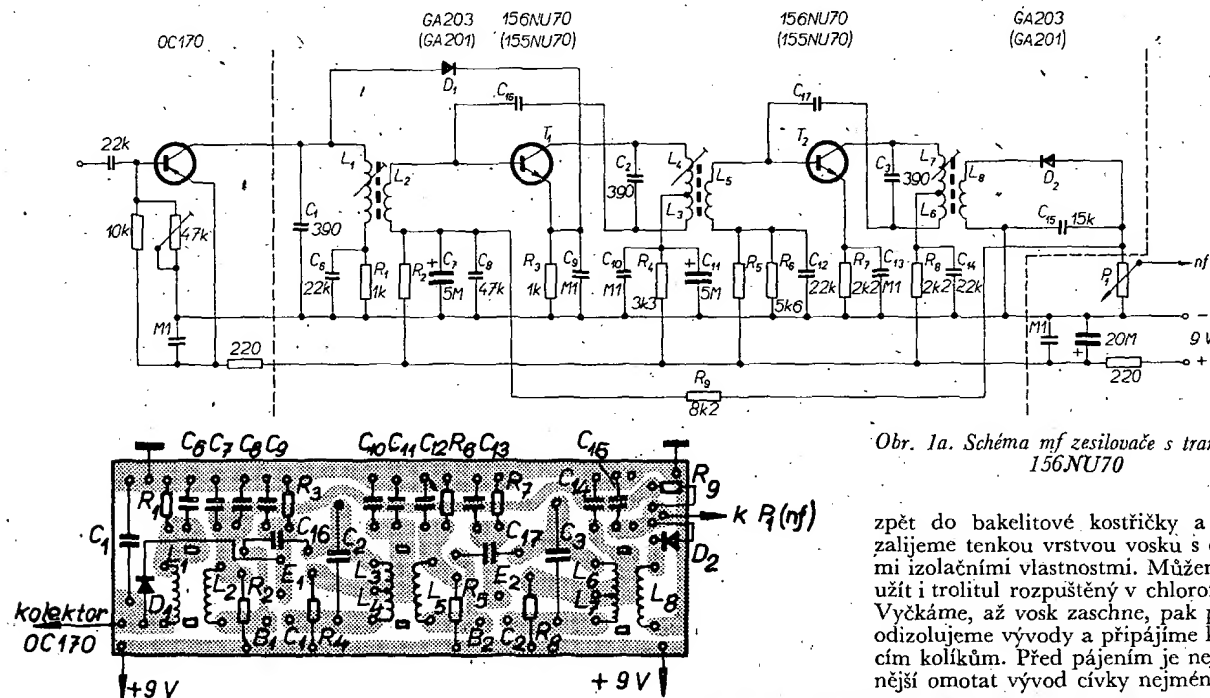 GA203 156NU70 156NU70 GA203
OC170 (GA201) (155NU70) (155NU70) (GA201)
D1
C16 C17
22k T1 T2
L1 L2 C2 390 L4 L5 C3 390 L7 L8 D2
L3 L6
10k 47k C1 390 C15 15k
C6 22k R1 1k R2 C7 5M C8 47k R3 1k C9 M1 C10 M1 R4 3k3 C11 5M R5 R6 5k6 C12 22k R7 2k2 C13 M1 R8 2k2 C14 22k P1 nf
+ +
M1 M1 20M −
+ 9 V
220 220 +
R9
8k2
C6 C7 C8 C9 C10 C11 C12 R6 C13 C15
R1 R3 R7 C14 R9
C1 C16 C2 C17 C3 k P1 (nf)
D2
D1 L1 L2 R2 E1 L3 L4 L5 R5 E2 L6 L7 L8
kolektor
OC170 B1 C1 R4 B2 C2 R8
+9V +9V
Obr. 1a. Schéma mf zesilovače s
156NU70
zpět do bakelitové kostřičky a
zalijeme tenkou vrstvou vosku s
mi izolačními vlastnostmi.
užít i trolitul rozpuštěný v
Vyčkáme, až vosk zaschne, pak
odizolujeme vývody a připájíme
cím kolíkům. Před pájením je
nější omotat vývod cívky